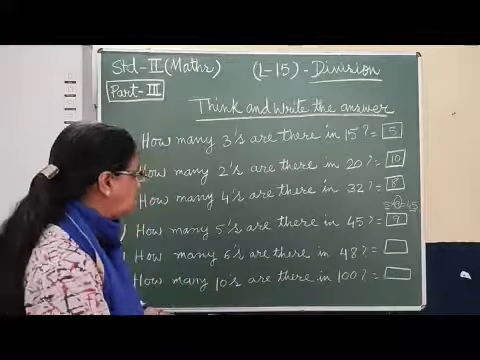 Std-II (Maths) (L-15) - Division
Part-III
Think and Write the answer
How many 3's are there in 15? = 5
How many 2's are there in 20? = 10
How many 4's are there in 32? = 8
How many 5's are there in 45? = 9
How many 6's are there in 48? =
How many 10's are there in 100? =